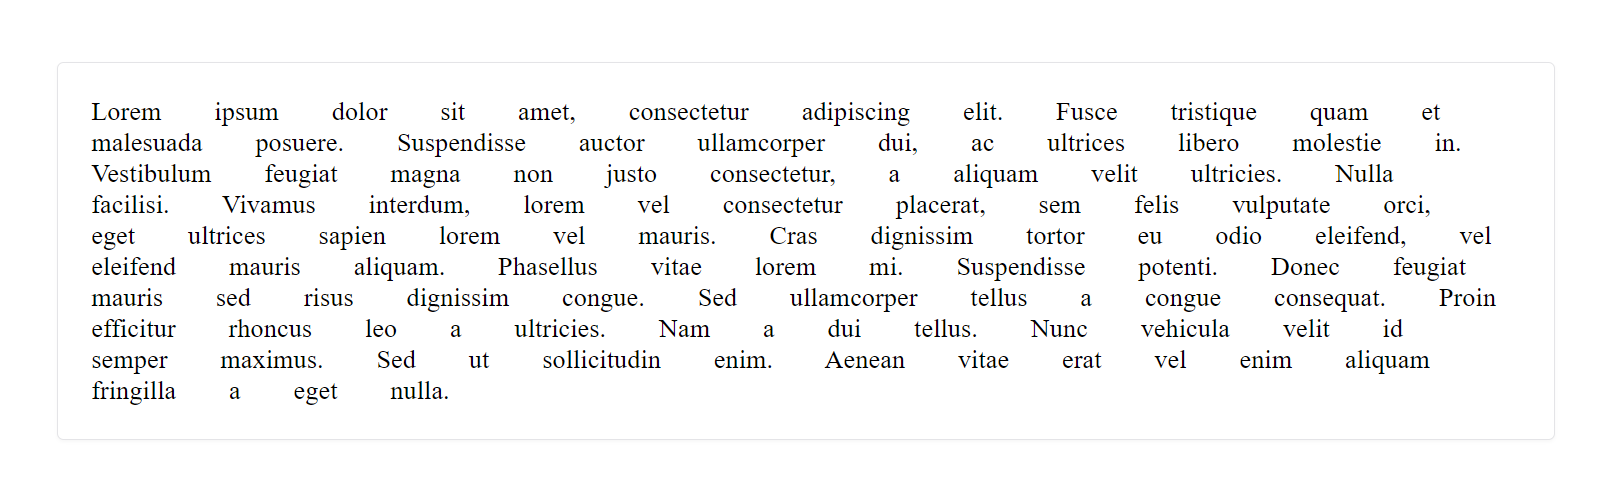 Lorem ipsum dolor sit amet, consectetur adipiscing elit. Fusce tristique quam et
malesuada posuere. Suspendisse auctor ullamcorper dui, ac ultrices libero molestie in.
Vestibulum feugiat magna non justo consectetur, a aliquam velit ultricies. Nulla
facilisi. Vivamus interdum, lorem vel consectetur placerat, sem felis vulputate orci,
eget ultrices sapien lorem vel mauris. Cras dignissim tortor eu odio eleifend, vel
eleifend mauris aliquam. Phasellus vitae lorem mi. Suspendisse potenti. Donec feugiat
mauris sed risus dignissim congue. Sed ullamcorper tellus a congue consequat. Proin
efficitur rhoncus leo a ultricies. Nam a dui tellus. Nunc vehicula velit id
semper maximus. Sed ut sollicitudin enim. Aenean vitae erat vel enim aliquam
fringilla a eget nulla.